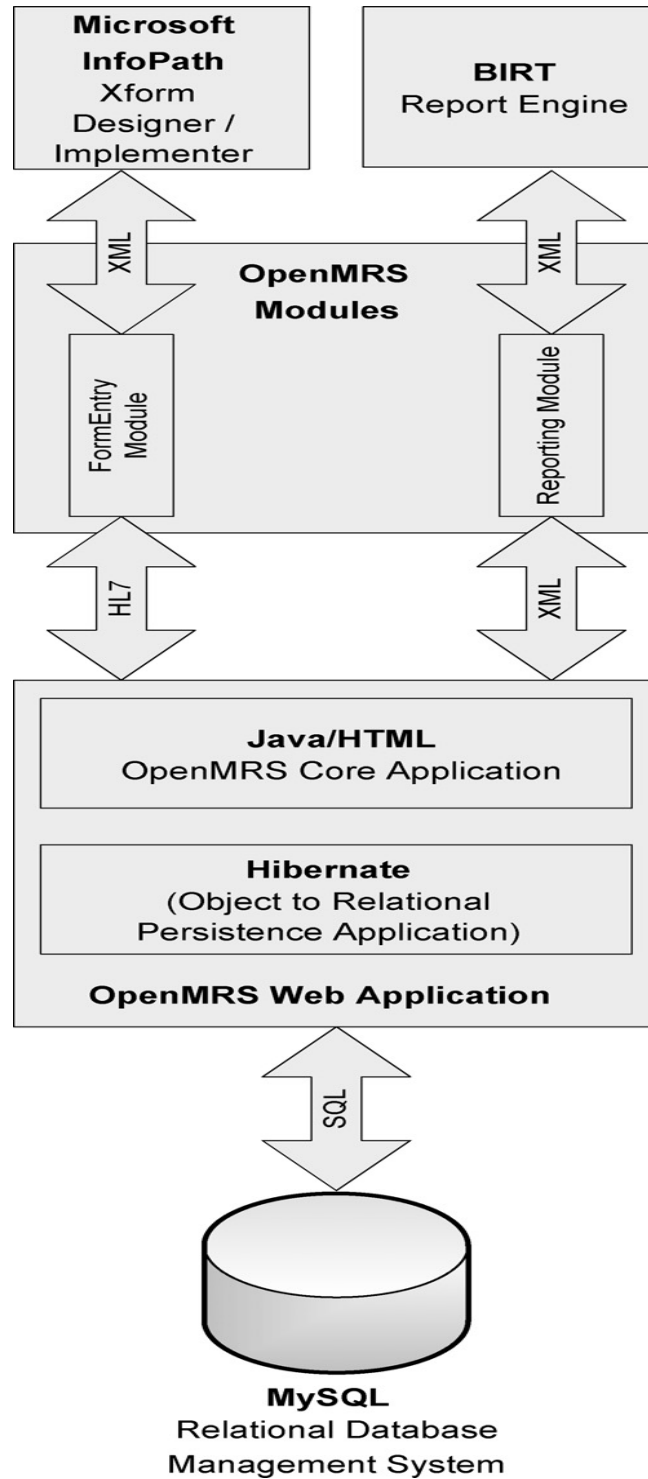 Microsoft
InfoPath
Xform
Designer /
Implementer
BIRT
Report Engine
XML
XML
OpenMRS
Modules
FormEntry
Module
Reporting Module
HL7
XML
Java/HTML
OpenMRS Core Application
Hibernate
(Object to Relational
Persistence Application)
OpenMRS Web Application
SQL
MySQL
Relational Database
Management System